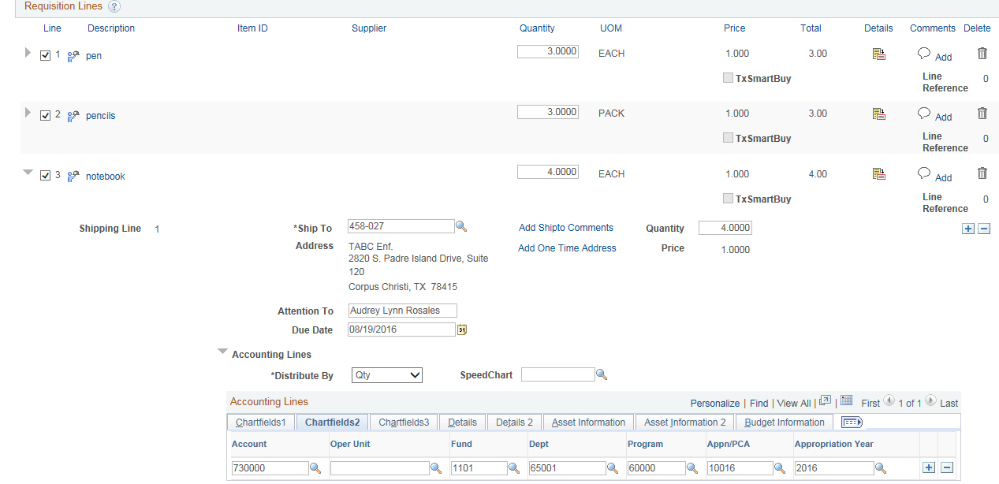 Requisition Lines ?
Line Description Item ID Supplier Quantity UOM Price Total Details Comments Delete
1 pen 3.0000 EACH 1.000 3.00 Add
TxSmartBuy Line Reference 0
2 pencils 3.0000 PACK 1.000 3.00 Add
TxSmartBuy Line Reference 0
3 notebook 4.0000 EACH 1.000 4.00 Add
TxSmartBuy Line Reference 0
Shipping Line 1 *Ship To 458-027 Add Shipto Comments Quantity 4.0000
Address TABC Enf. Add One Time Address Price 1.0000
2820 S. Padre Island Drive, Suite
120
Corpus Christi, TX 78415
Attention To Audrey Lynn Rosales
Due Date 08/19/2016 31
Accounting Lines
*Distribute By Qty SpeedChart
Accounting Lines Personalize | Find | View All | | First 1 of 1 Last
Chartfields1 Chartfields2 Chartfields3 Details Details 2 Asset Information Asset Information 2 Budget Information
Account Oper Unit Fund Dept Program Appn/PCA Appropriation Year
730000 1101 65001 60000 10016 2016